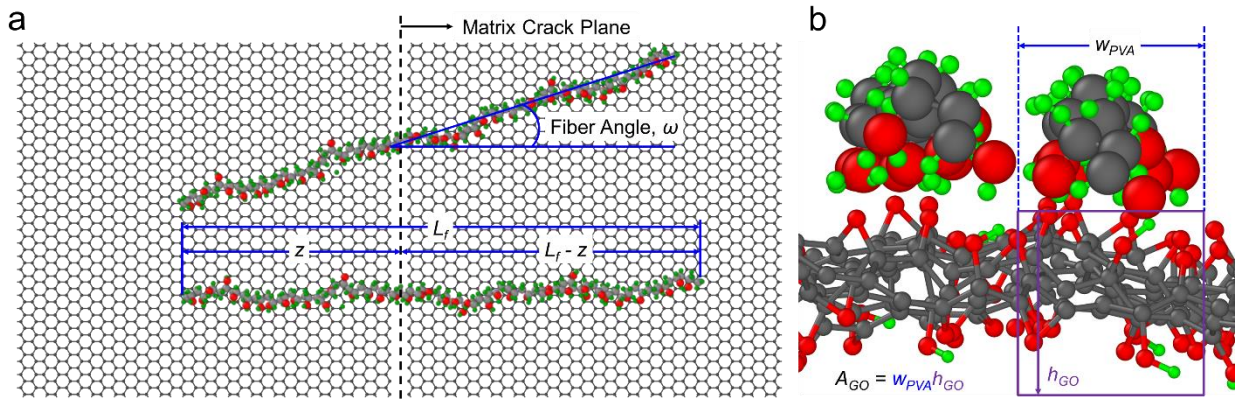 a
Matrix Crack Plane
Fiber Angle, ω
L_f
z
L_f - z
b
w_PVA
A_GO = w_PVA h_GO
h_GO